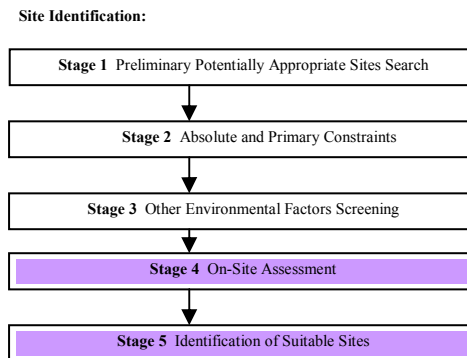 Site Identification:
Stage 1 Preliminary Potentially Appropriate Sites Search
Stage 2 Absolute and Primary Constraints
Stage 3 Other Environmental Factors Screening
Stage 4 On-Site Assessment
Stage 5 Identification of Suitable Sites